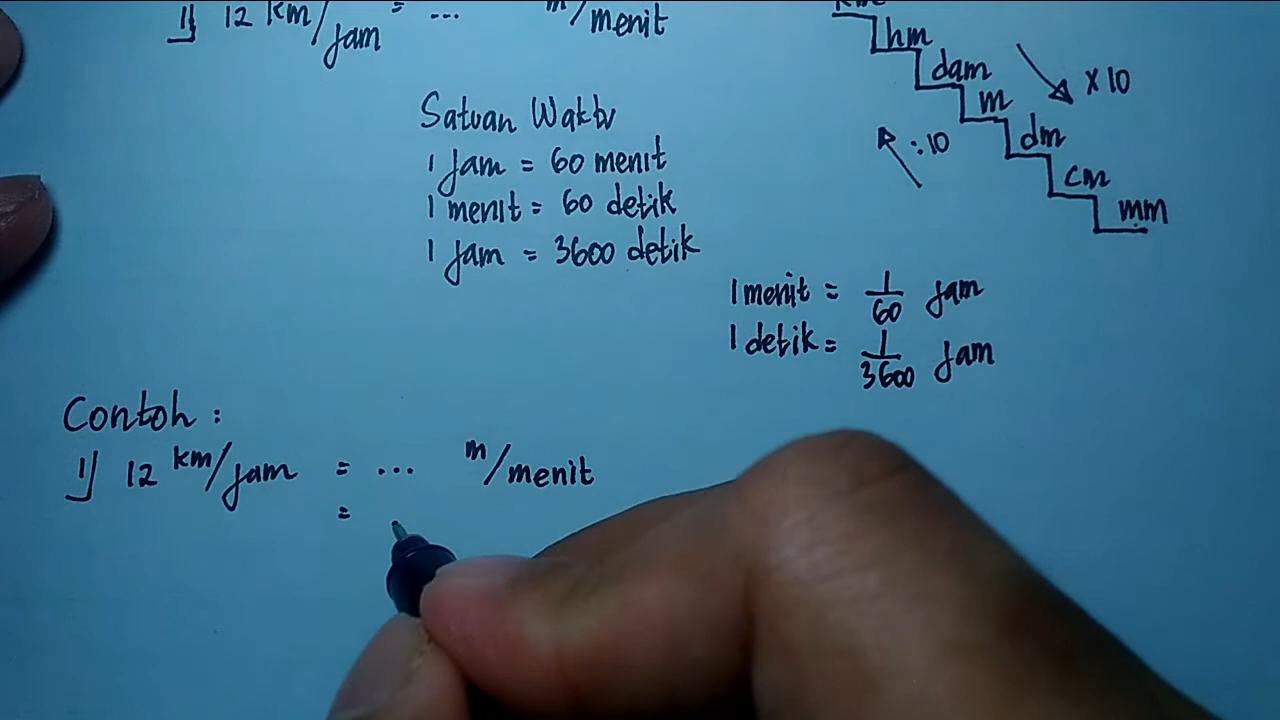 1) 12 km/jam = ... m/menit
hm
dam
m
dm
cm
mm
x 10
: 10
Satuan Waktu
1 jam = 60 menit
1 menit = 60 detik
1 jam = 3600 detik
1 menit = 1/60 jam
1 detik = 1/3600 jam
Contoh :
1) 12 km/jam = ... m/menit
=